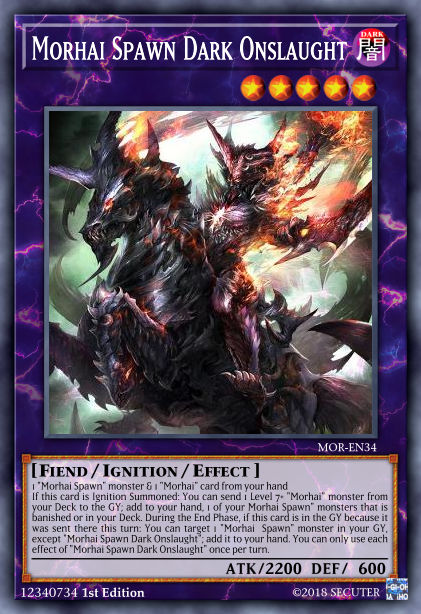 Morhai Spawn Dark Onslaught
DARK
闇
MOR-EN34
[ Fiend / Ignition / Effect ]
1 "Morhai Spawn" monster & 1 "Morhai" card from your hand
If this card is Ignition Summoned: You can send 1 Level 7+ "Morhai" monster from
your Deck to the GY; add to your hand, 1 of your Morhai Spawn" monsters that is
banished or in your Deck. During the End Phase, if this card is in the GY because it
was sent there this turn: You can target 1 "Morhai Spawn" monster in your GY,
except "Morhai Spawn Dark Onslaught"; add it to your hand. You can only use each
effect of "Morhai Spawn Dark Onslaught" once per turn.
ATK/2200 DEF/ 600
12340734 1st Edition
©2018 SECUTER